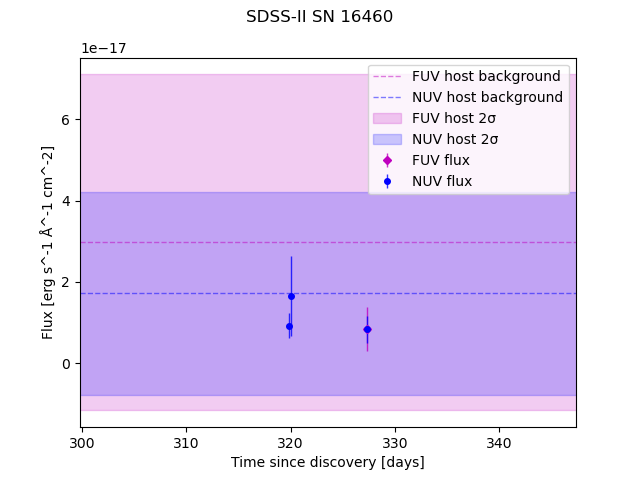 SDSS-II SN 16460
1e−17
FUV host background
NUV host background
FUV host 2σ
NUV host 2σ
FUV flux
NUV flux
6
4
2
0
Flux [erg s^-1 Å^-1 cm^-2]
300
310
320
330
340
Time since discovery [days]